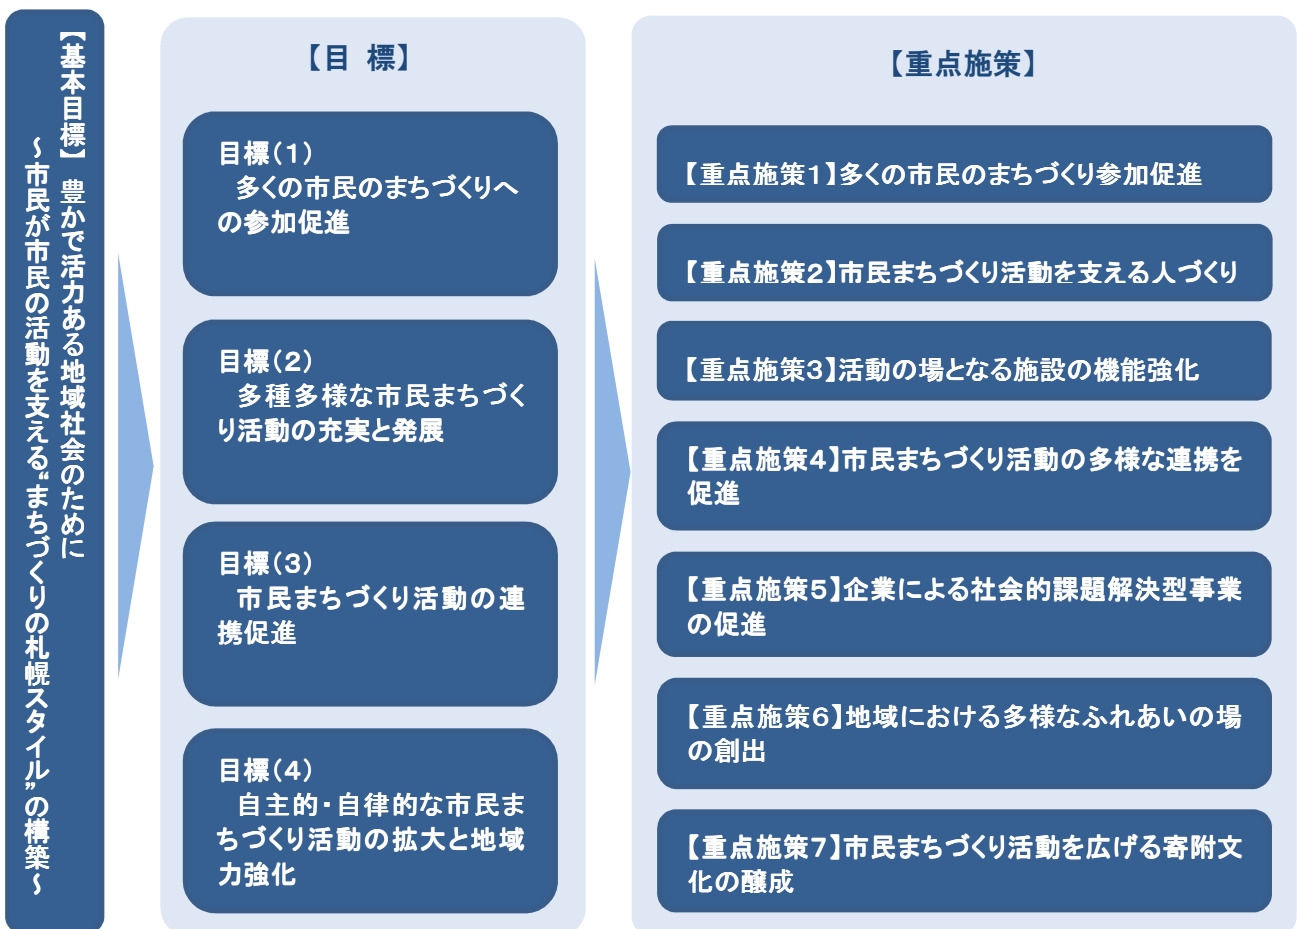 【基本目標】豊かで活力ある地域社会のために
～市民が市民の活動を支える“まちづくりの札幌スタイル”の構築～
【目 標】
目標（1）
多くの市民のまちづくりへ
の参加促進
目標（2）
多種多様な市民まちづく
り活動の充実と発展
目標（3）
市民まちづくり活動の連
携促進
目標（4）
自主的・自律的な市民ま
ちづくり活動の拡大と地域
力強化
【重点施策】
【重点施策1】多くの市民のまちづくり参加促進
【重点施策2】市民まちづくり活動を支える人づくり
【重点施策3】活動の場となる施設の機能強化
【重点施策4】市民まちづくり活動の多様な連携を
促進
【重点施策5】企業による社会的課題解決型事業
の促進
【重点施策6】地域における多様なふれあいの場
の創出
【重点施策7】市民まちづくり活動を広げる寄附文
化の醸成